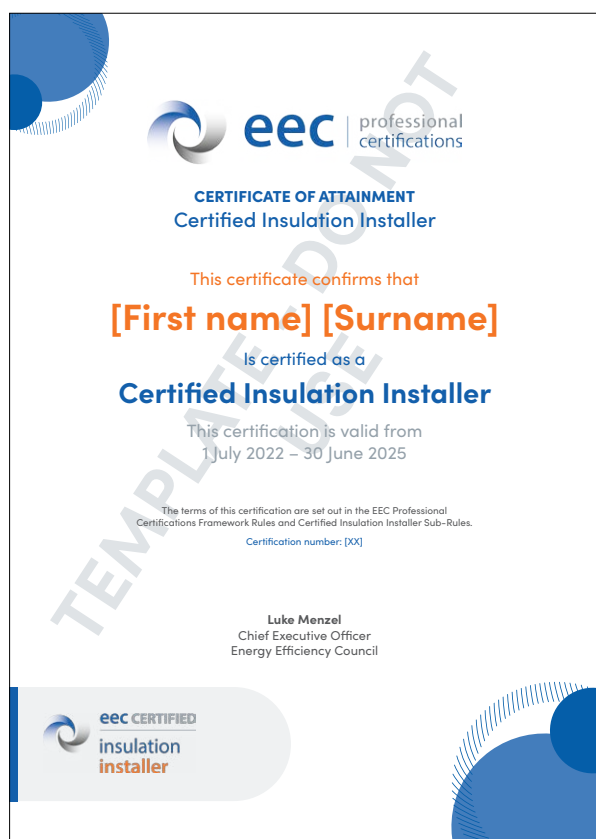 eec professional
certifications
CERTIFICATE OF ATTAINMENT
Certified Insulation Installer
This certificate confirms that
[First name] [Surname]
Is certified as a
Certified Insulation Installer
This certification is valid from
1 July 2022 – 30 June 2025
The terms of this certification are set out in the EEC Professional
Certifications Framework Rules and Certified Insulation Installer Sub-Rules.
Certification number: [XX]
Luke Menzel
Chief Executive Officer
Energy Efficiency Council
eec CERTIFIED
insulation
installer
TEMPLATE – DO NOT
USE